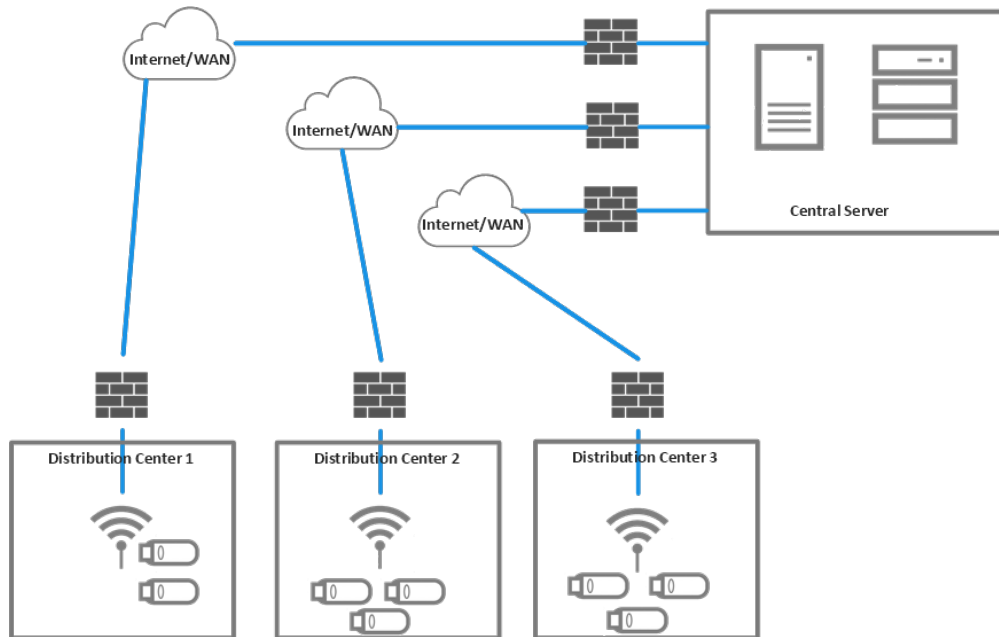 Internet/WAN
Internet/WAN
Internet/WAN
Central Server
Distribution Center 1
Distribution Center 2
Distribution Center 3